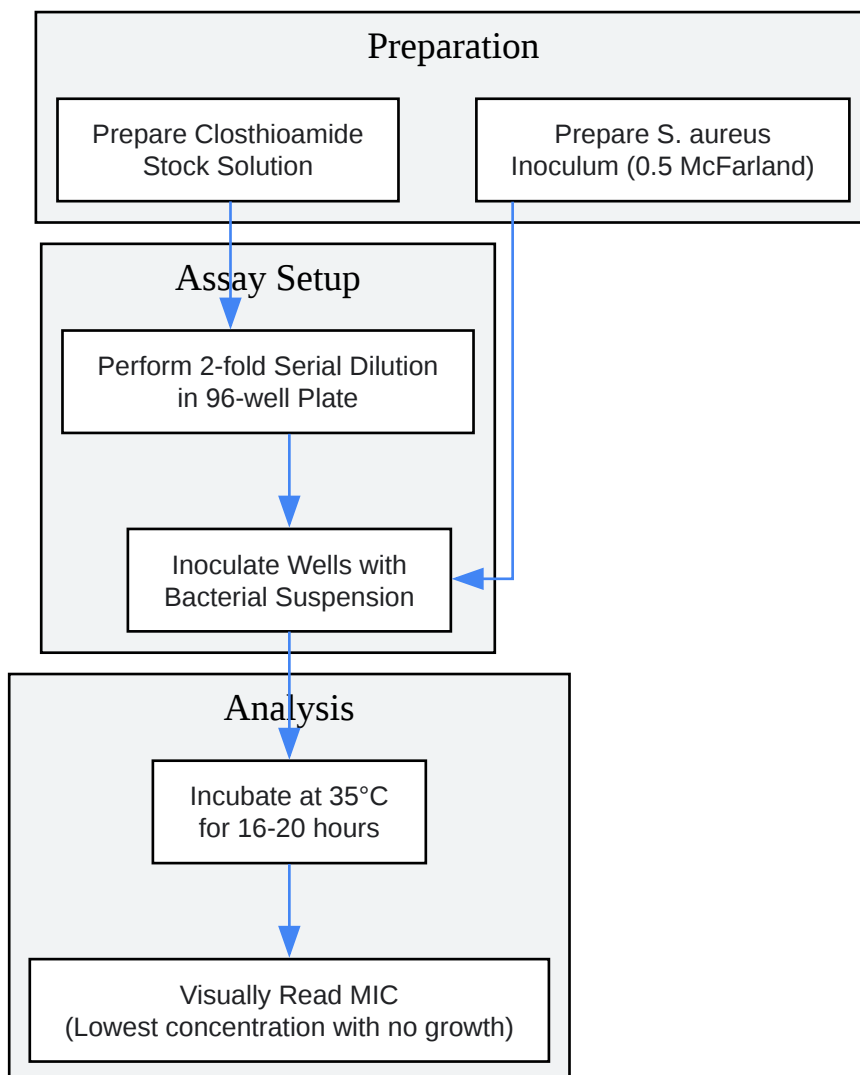 Preparation
Prepare Closthioamide
Stock Solution
Prepare S. aureus
Inoculum (0.5 McFarland)
Assay Setup
Perform 2-fold Serial Dilution
in 96-well Plate
Inoculate Wells with
Bacterial Suspension
Analysis
Incubate at 35°C
for 16-20 hours
Visually Read MIC
(Lowest concentration with no growth)